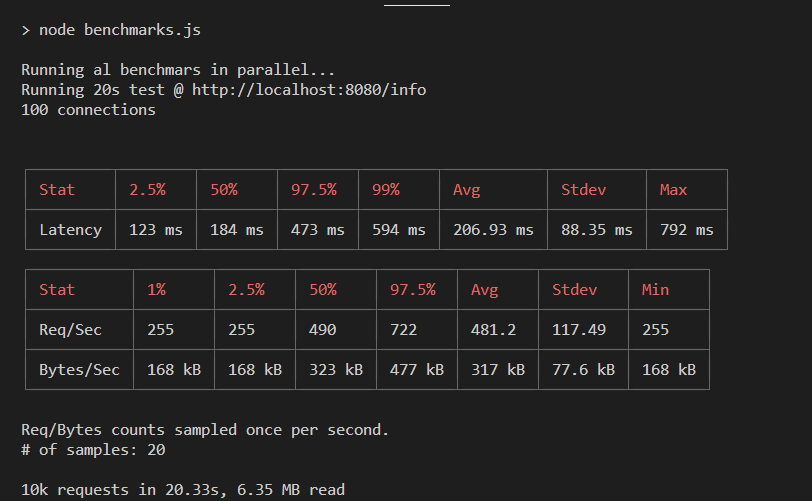 > node benchmarks.js
Running al benchmars in parallel...
Running 20s test @ http://localhost:8080/info
100 connections
Stat 2.5% 50% 97.5% 99% Avg Stdev Max
Latency 123 ms 184 ms 473 ms 594 ms 206.93 ms 88.35 ms 792 ms
Stat 1% 2.5% 50% 97.5% Avg Stdev Min
Req/Sec 255 255 490 722 481.2 117.49 255
Bytes/Sec 168 kB 168 kB 323 kB 477 kB 317 kB 77.6 kB 168 kB
Req/Bytes counts sampled once per second.
# of samples: 20
10k requests in 20.33s, 6.35 MB read